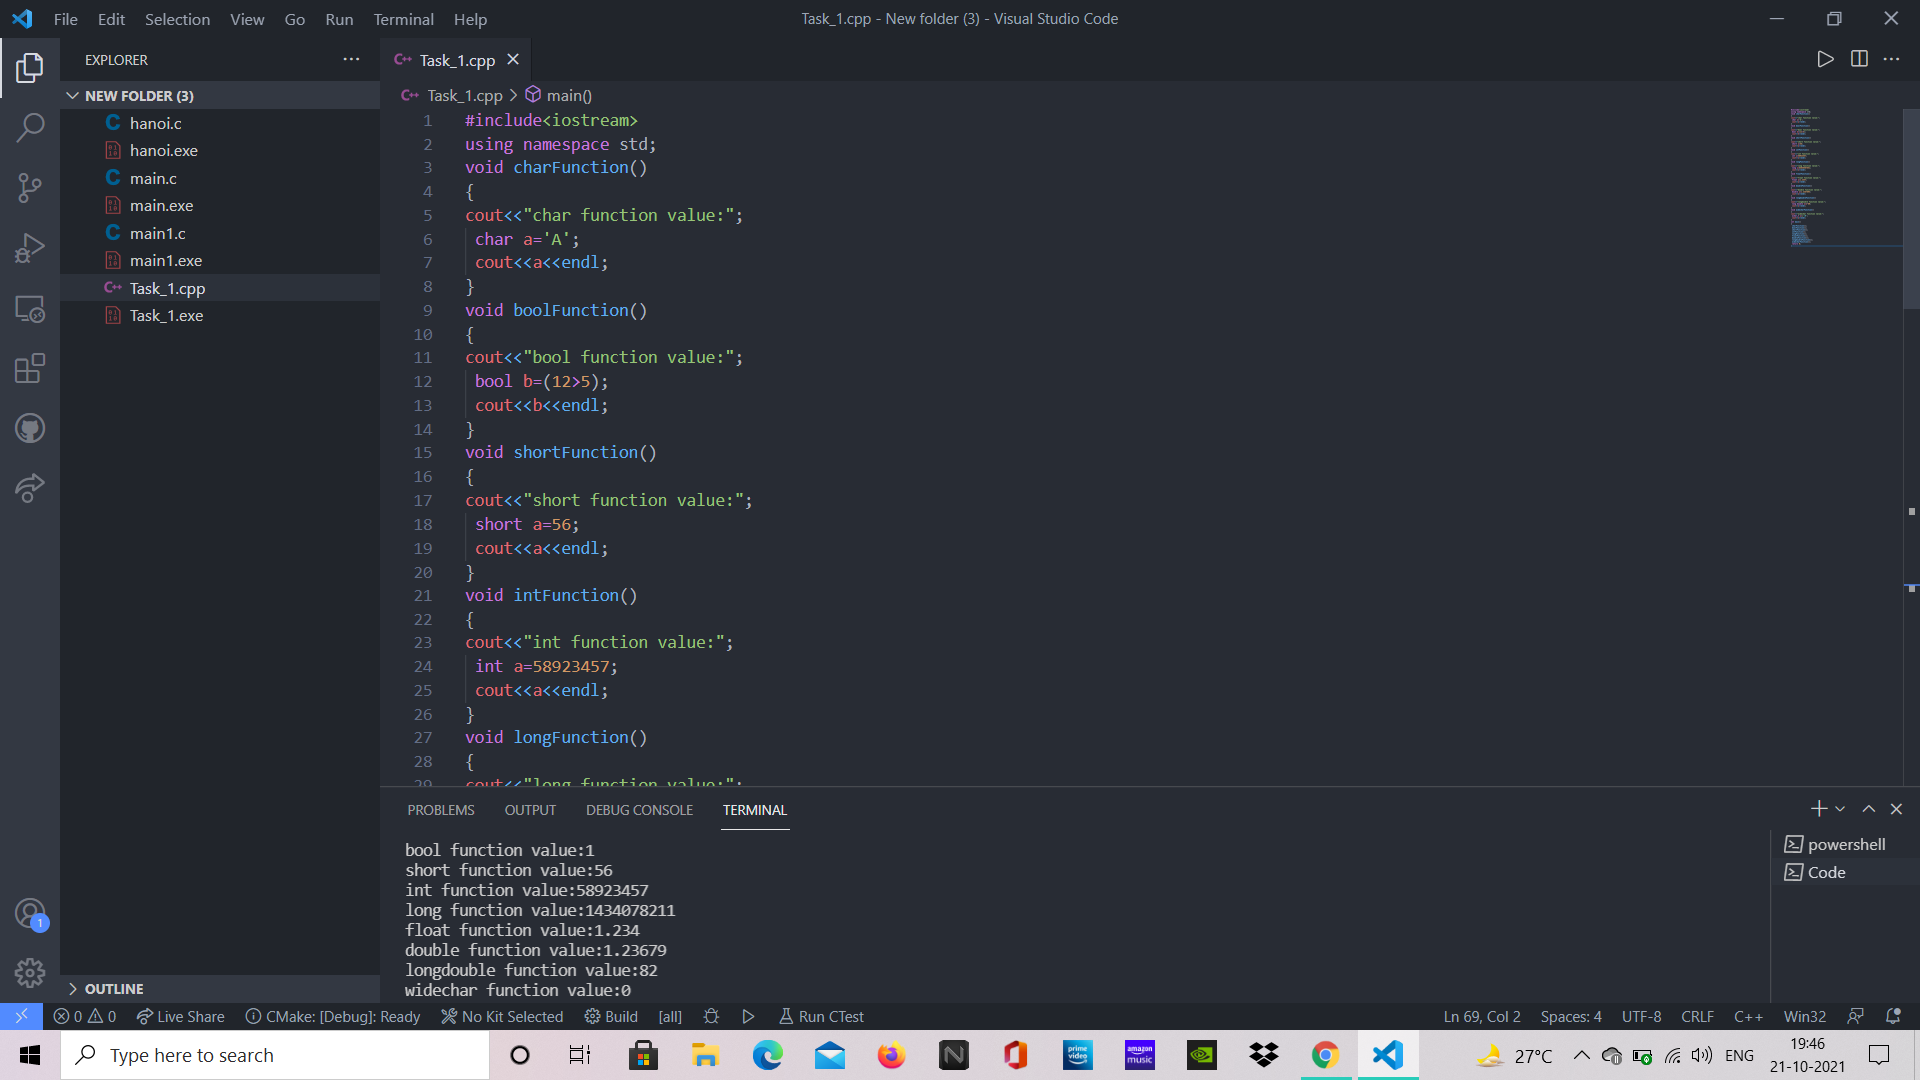 File Edit Selection View Go Run Terminal Help
Task_1.cpp - New folder (3) - Visual Studio Code
EXPLORER
NEW FOLDER (3)
hanoi.c
hanoi.exe
main.c
main.exe
main1.c
main1.exe
Task_1.cpp
Task_1.exe
OUTLINE
Task_1.cpp
Task_1.cpp > main()
1 #include<iostream>
2 using namespace std;
3 void charFunction()
4 {
5 cout<<"char function value:";
6 char a='A';
7 cout<<a<<endl;
8 }
9 void boolFunction()
10 {
11 cout<<"bool function value:";
12 bool b=(12>5);
13 cout<<b<<endl;
14 }
15 void shortFunction()
16 {
17 cout<<"short function value:";
18 short a=56;
19 cout<<a<<endl;
20 }
21 void intFunction()
22 {
23 cout<<"int function value:";
24 int a=58923457;
25 cout<<a<<endl;
26 }
27 void longFunction()
28 {
29 cout<<"long function value:";
PROBLEMS OUTPUT DEBUG CONSOLE TERMINAL
bool function value:1
short function value:56
int function value:58923457
long function value:1434078211
float function value:1.234
double function value:1.23679
longdouble function value:82
widechar function value:0
powershell
Code
1
0 0 Live Share CMake: [Debug]: Ready No Kit Selected Build [all] Run CTest
Ln 69, Col 2 Spaces: 4 UTF-8 CRLF C++ Win32
Type here to search
prime video
amazon music
27°C
ENG
19:46
21-10-2021